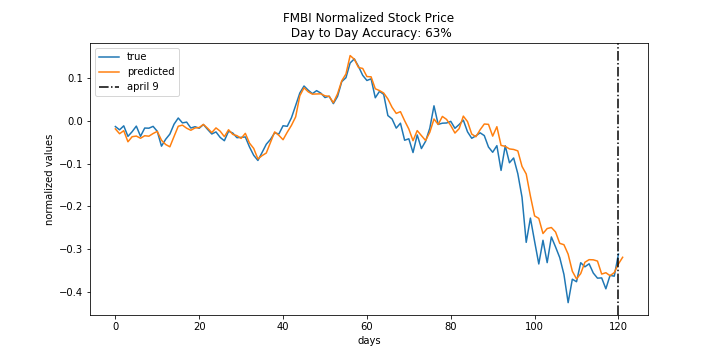 FMBI Normalized Stock Price
Day to Day Accuracy: 63%
true
predicted
april 9
normalized values
0.1
0.0
−0.1
−0.2
−0.3
−0.4
0
20
40
60
80
100
120
days